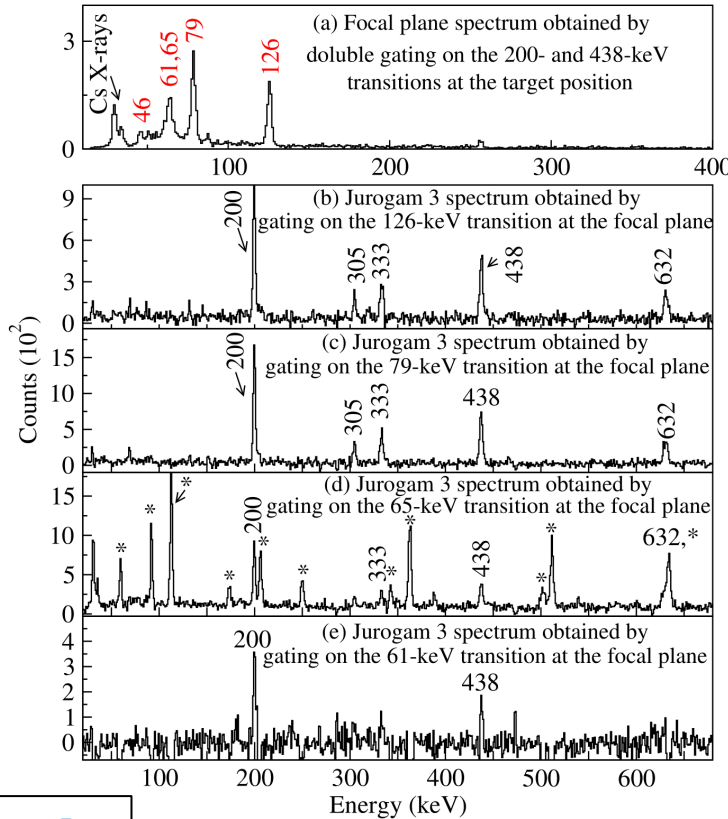 (a) Focal plane spectrum obtained by
doluble gating on the 200- and 438-keV
transitions at the target position
Cs X-rays
46
61,65
79
126
3
0
100
200
300
400
(b) Jurogam 3 spectrum obtained by
gating on the 126-keV transition at the focal plane
200
305
333
438
632
9
6
3
0
(c) Jurogam 3 spectrum obtained by
gating on the 79-keV transition at the focal plane
200
305
333
438
632
15
10
5
0
(d) Jurogam 3 spectrum obtained by
gating on the 65-keV transition at the focal plane
* * * * 200 * * 333 * * 438 * * 632,*
15
10
5
0
(e) Jurogam 3 spectrum obtained by
gating on the 61-keV transition at the focal plane
200
438
4
3
2
1
0
100 200 300 400 500 600
Energy (keV)
Counts (10²)